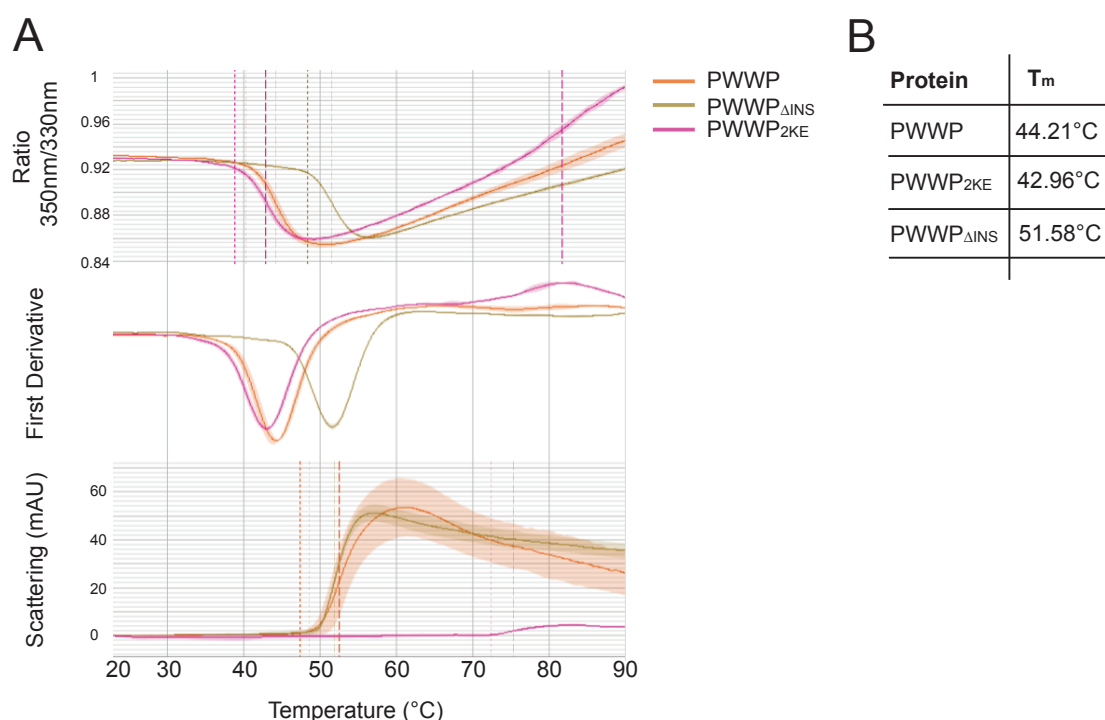 A
B
Ratio
350nm/330nm
1
0.96
0.92
0.88
0.84
PWWP
PWWPΔINS
PWWP2KE
First Derivative
Scattering (mAU)
60
40
20
0
20 30 40 50 60 70 80 90
Temperature (°C)
Protein Tm
PWWP 44.21°C
PWWP2KE 42.96°C
PWWPΔINS 51.58°C